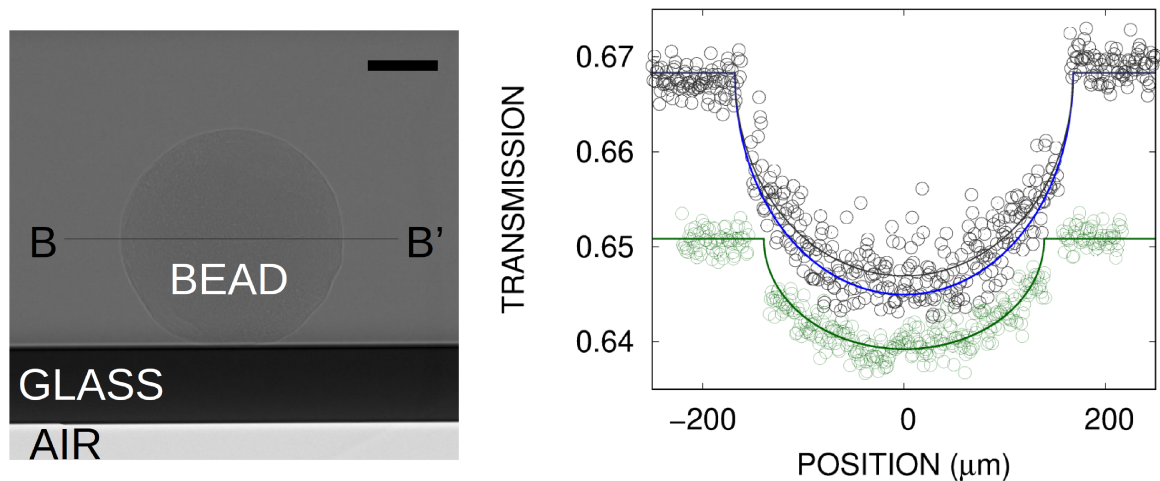 B
B'
BEAD
GLASS
AIR
TRANSMISSION
0.67
0.66
0.65
0.64
−200
0
200
POSITION (μm)